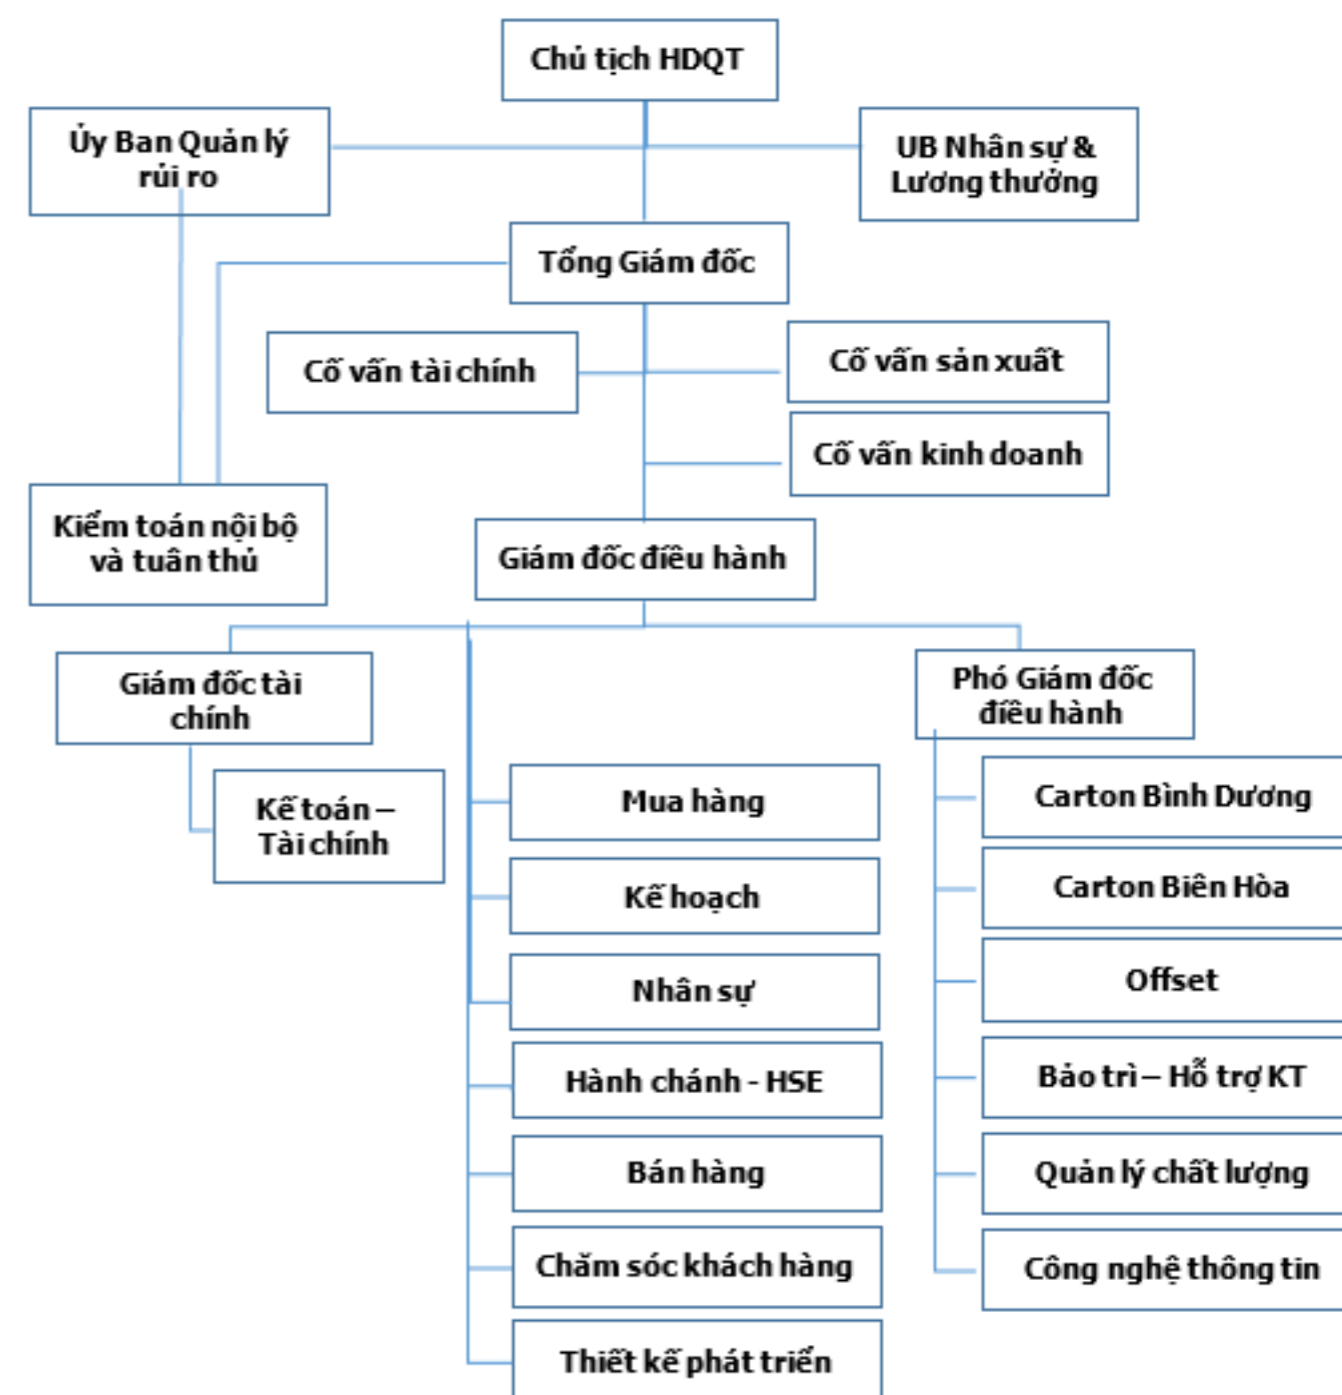 Chủ tịch HDQT
Ủy Ban Quản lý
rủi ro
UB Nhân sự &
Lương thưởng
Tổng Giám đốc
Cố vấn tài chính
Cố vấn sản xuất
Cố vấn kinh doanh
Kiểm toán nội bộ
và tuân thủ
Giám đốc điều hành
Giám đốc tài
chính
Phó Giám đốc
điều hành
Kế toán –
Tài chính
Mua hàng
Kế hoạch
Nhân sự
Hành chánh - HSE
Bán hàng
Chăm sóc khách hàng
Thiết kế phát triển
Carton Bình Dương
Carton Biên Hòa
Offset
Bảo trì – Hỗ trợ KT
Quản lý chất lượng
Công nghệ thông tin